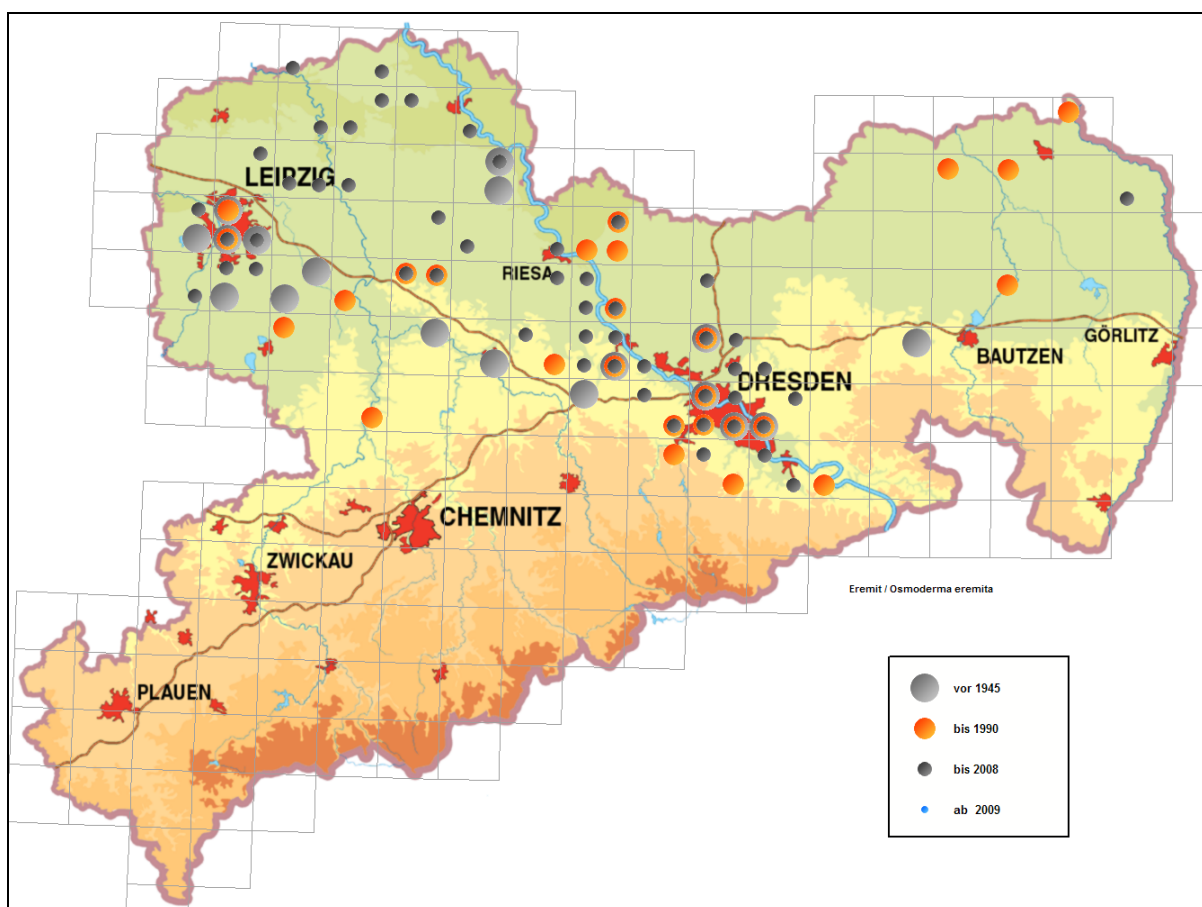 LEIPZIG
RIESA
DRESDEN
BAUTZEN
GÖRLITZ
CHEMNITZ
ZWICKAU
PLAUEN
Eremit / Osmoderma eremita
vor 1945
bis 1990
bis 2008
ab 2009